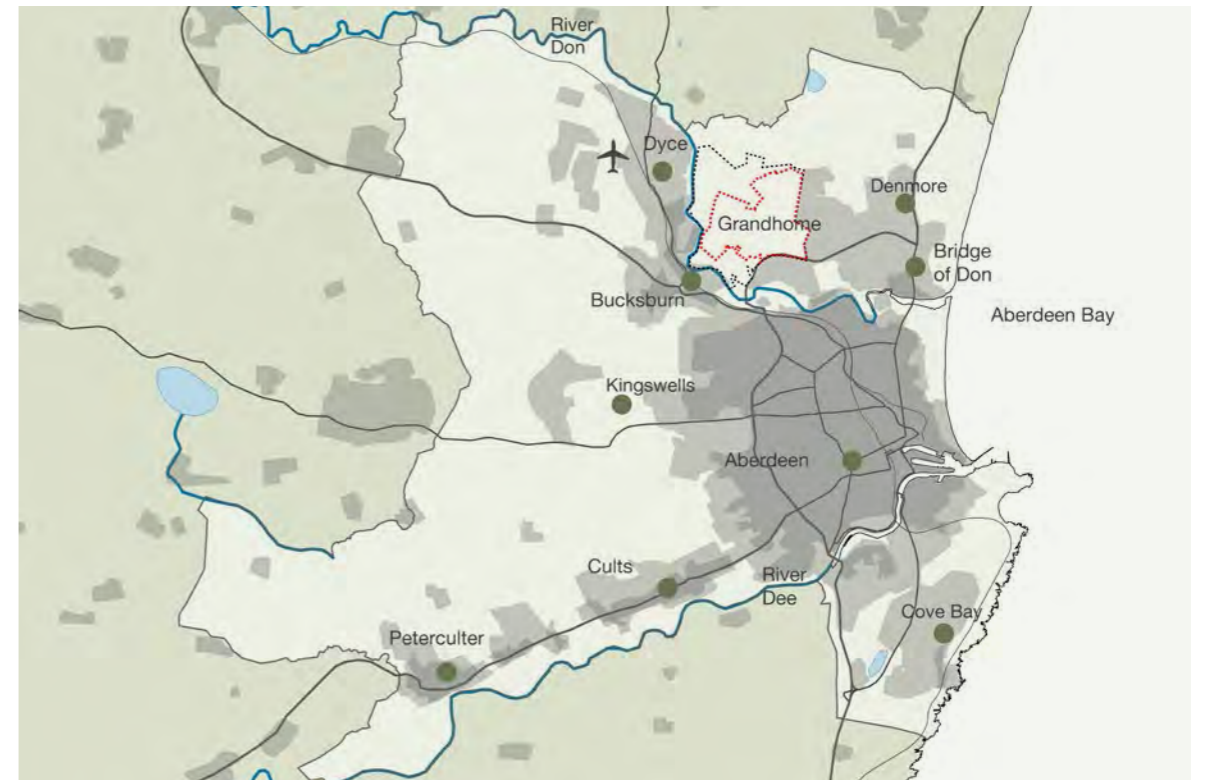 River
Don
Dyce
Denmore
Grandhome
Bridge
of Don
Bucksburn
Aberdeen Bay
Kingswells
Aberdeen
Cults
River
Dee
Cove Bay
Peterculter